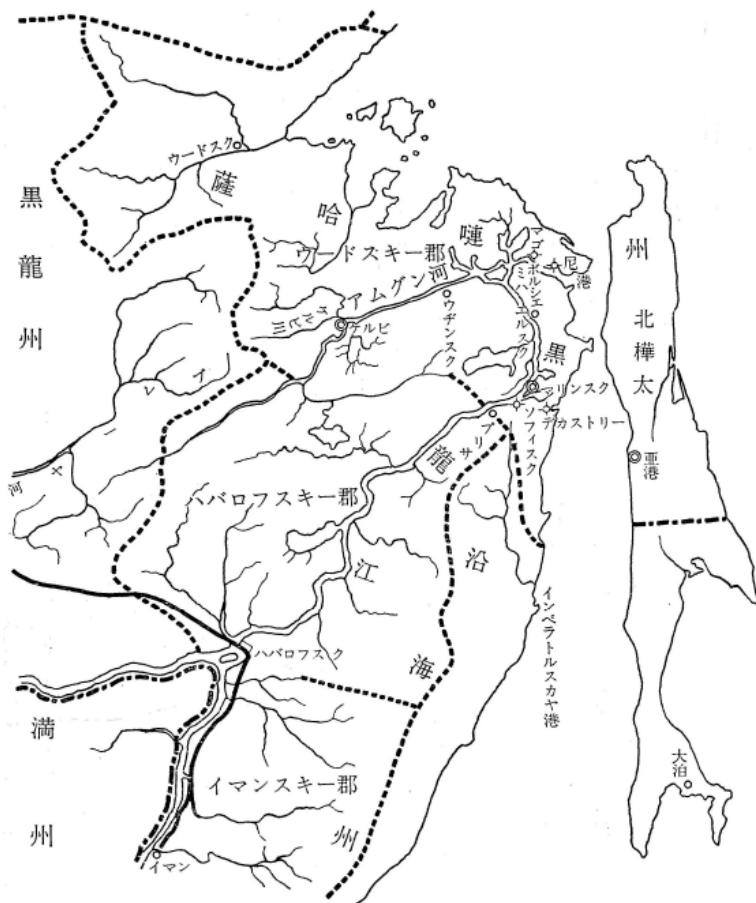 黒龍州
ウードスク
薩哈嗹州
ウードスキー郡
アムグン河
ケルビ
ウヂンスク
マゴ
ボルシェミハエルスク
尼港
黒龍江
マリンスク
デカストリー
ソフィスク
サリブ
ブレヤ河
ハバロフスキー郡
沿海州
インペラトルスカヤ港
ハバロフスク
満州
イマンスキー郡
イマン
北樺太
亜港
大泊